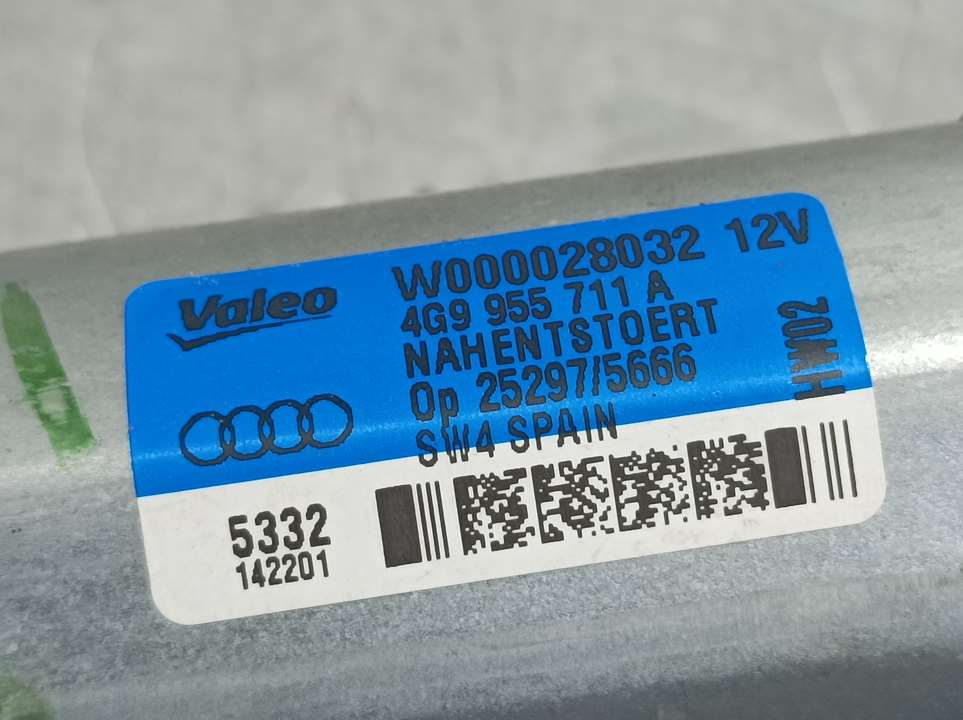 Valeo
W000028032 12V
4G9 955 711 A
NAHENTSTOERT
Op 25297/5666
SW4 SPAIN
HW02
5332
142201